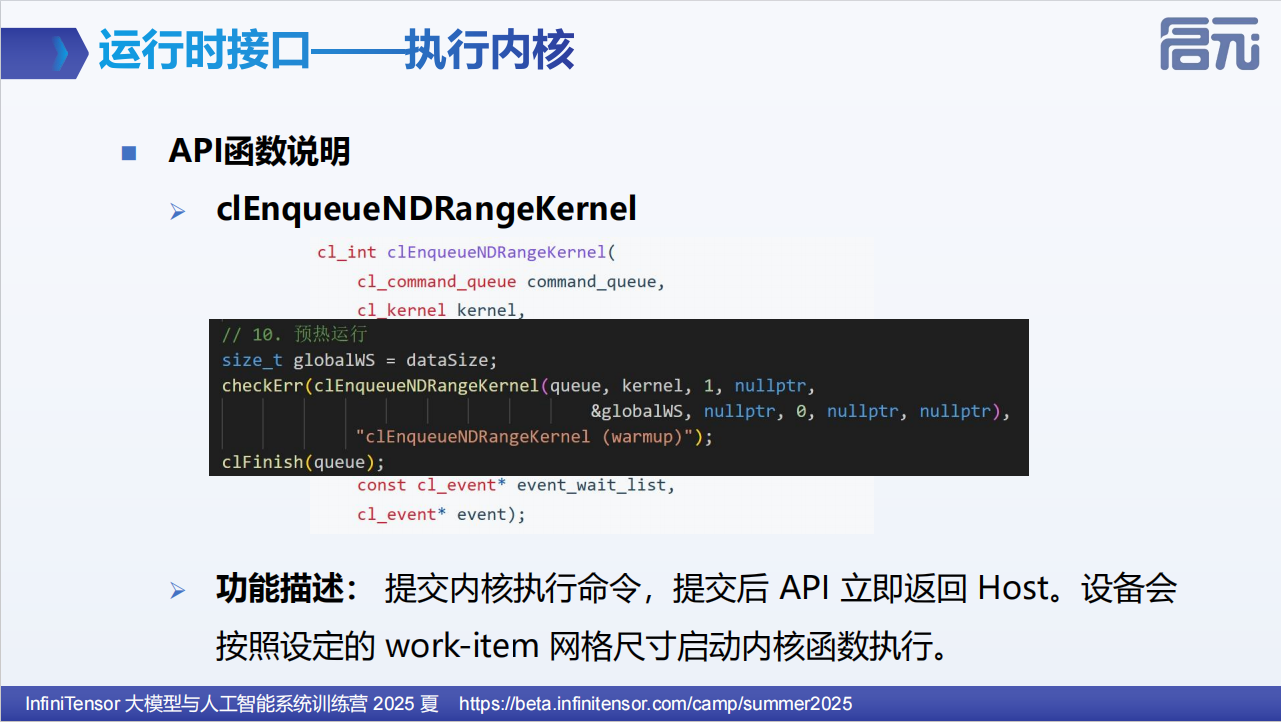 运行时接口——执行内核
启元
API函数说明
clEnqueueNDRangeKernel
cl_int clEnqueueNDRangeKernel(
cl_command_queue command_queue,
cl_kernel kernel,
// 10. 预热运行
size_t globalWS = dataSize;
checkErr(clEnqueueNDRangeKernel(queue, kernel, 1, nullptr,
&globalWS, nullptr, 0, nullptr, nullptr),
"clEnqueueNDRangeKernel (warmup)");
clFinish(queue);
const cl_event* event_wait_list,
cl_event* event);
功能描述： 提交内核执行命令，提交后 API 立即返回 Host。设备会
按照设定的 work-item 网格尺寸启动内核函数执行。
InfiniTensor 大模型与人工智能系统训练营 2025 夏 https://beta.infinitensor.com/camp/summer2025